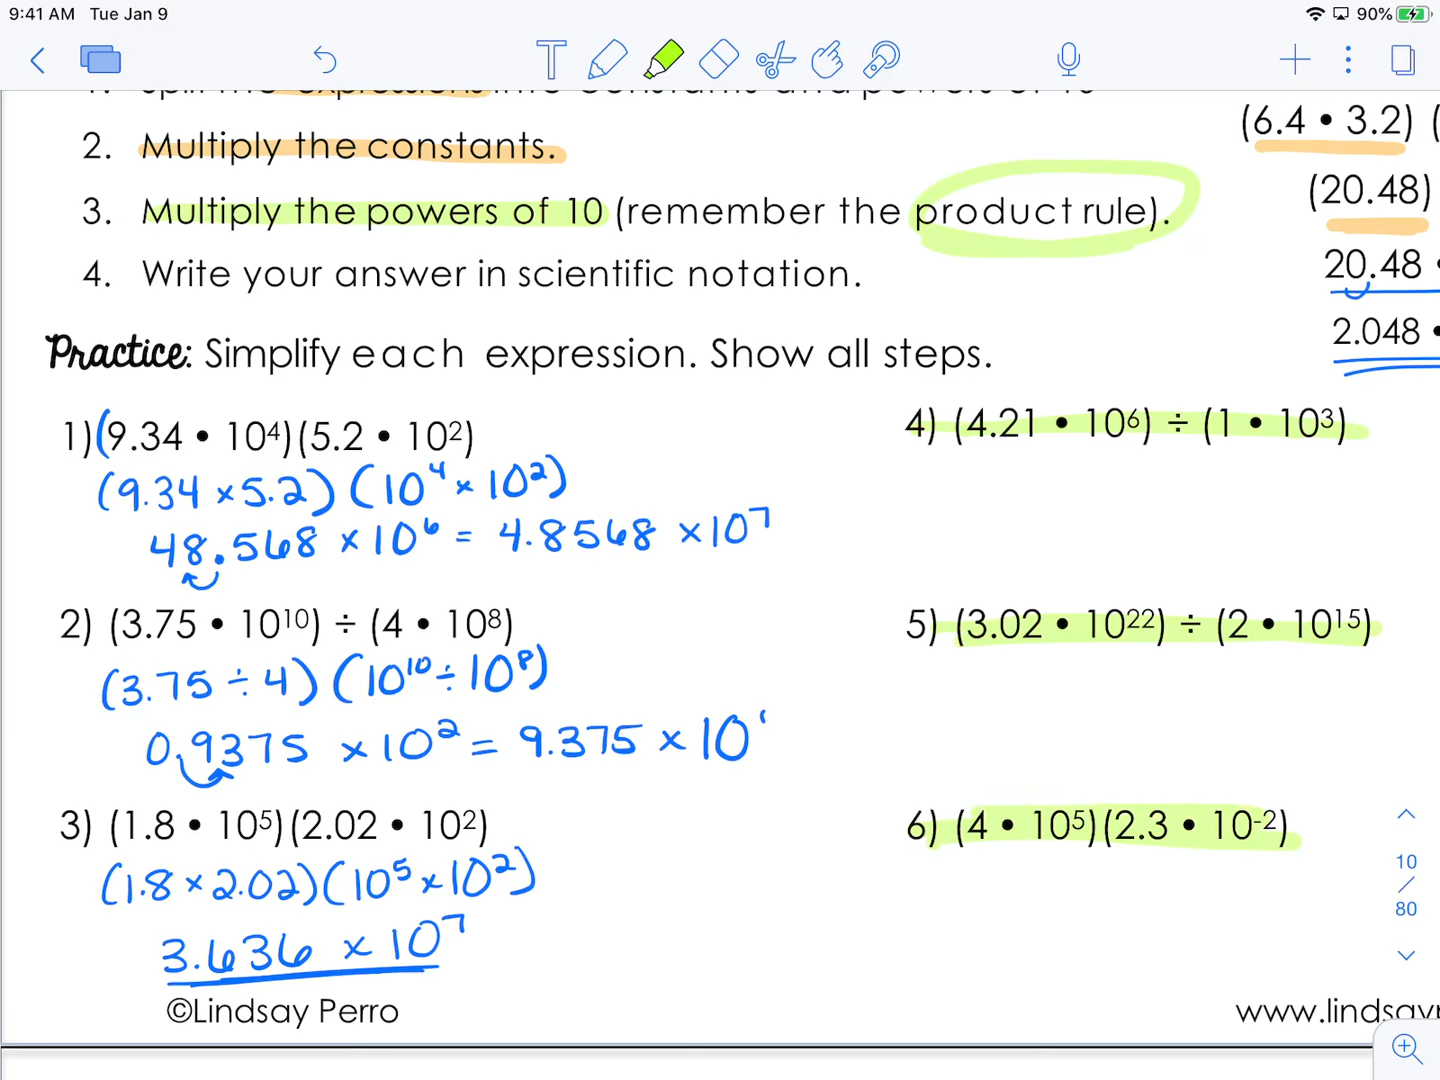 9:41 AM Tue Jan 9
90%
2. Multiply the constants.
3. Multiply the powers of 10 (remember the product rule).
4. Write your answer in scientific notation.
(6.4 • 3.2) (
(20.48)
20.48 •
2.048 •
Practice: Simplify each expression. Show all steps.
1) (9.34 • 10⁴)(5.2 • 10²)
(9.34 × 5.2) (10⁴ × 10²)
48.568 × 10⁶ = 4.8568 × 10⁷
2) (3.75 • 10¹⁰) ÷ (4 • 10⁸)
(3.75 ÷ 4) (10¹⁰ ÷ 10⁸)
0.9375 × 10² = 9.375 × 10¹
3) (1.8 • 10⁵)(2.02 • 10²)
(1.8 × 2.02)(10⁵ × 10²)
3.636 × 10⁷
4) (4.21 • 10⁶) ÷ (1 • 10³)
5) (3.02 • 10²²) ÷ (2 • 10¹⁵)
6) (4 • 10⁵)(2.3 • 10⁻²)
10
/
80
©Lindsay Perro
www.lindsayp